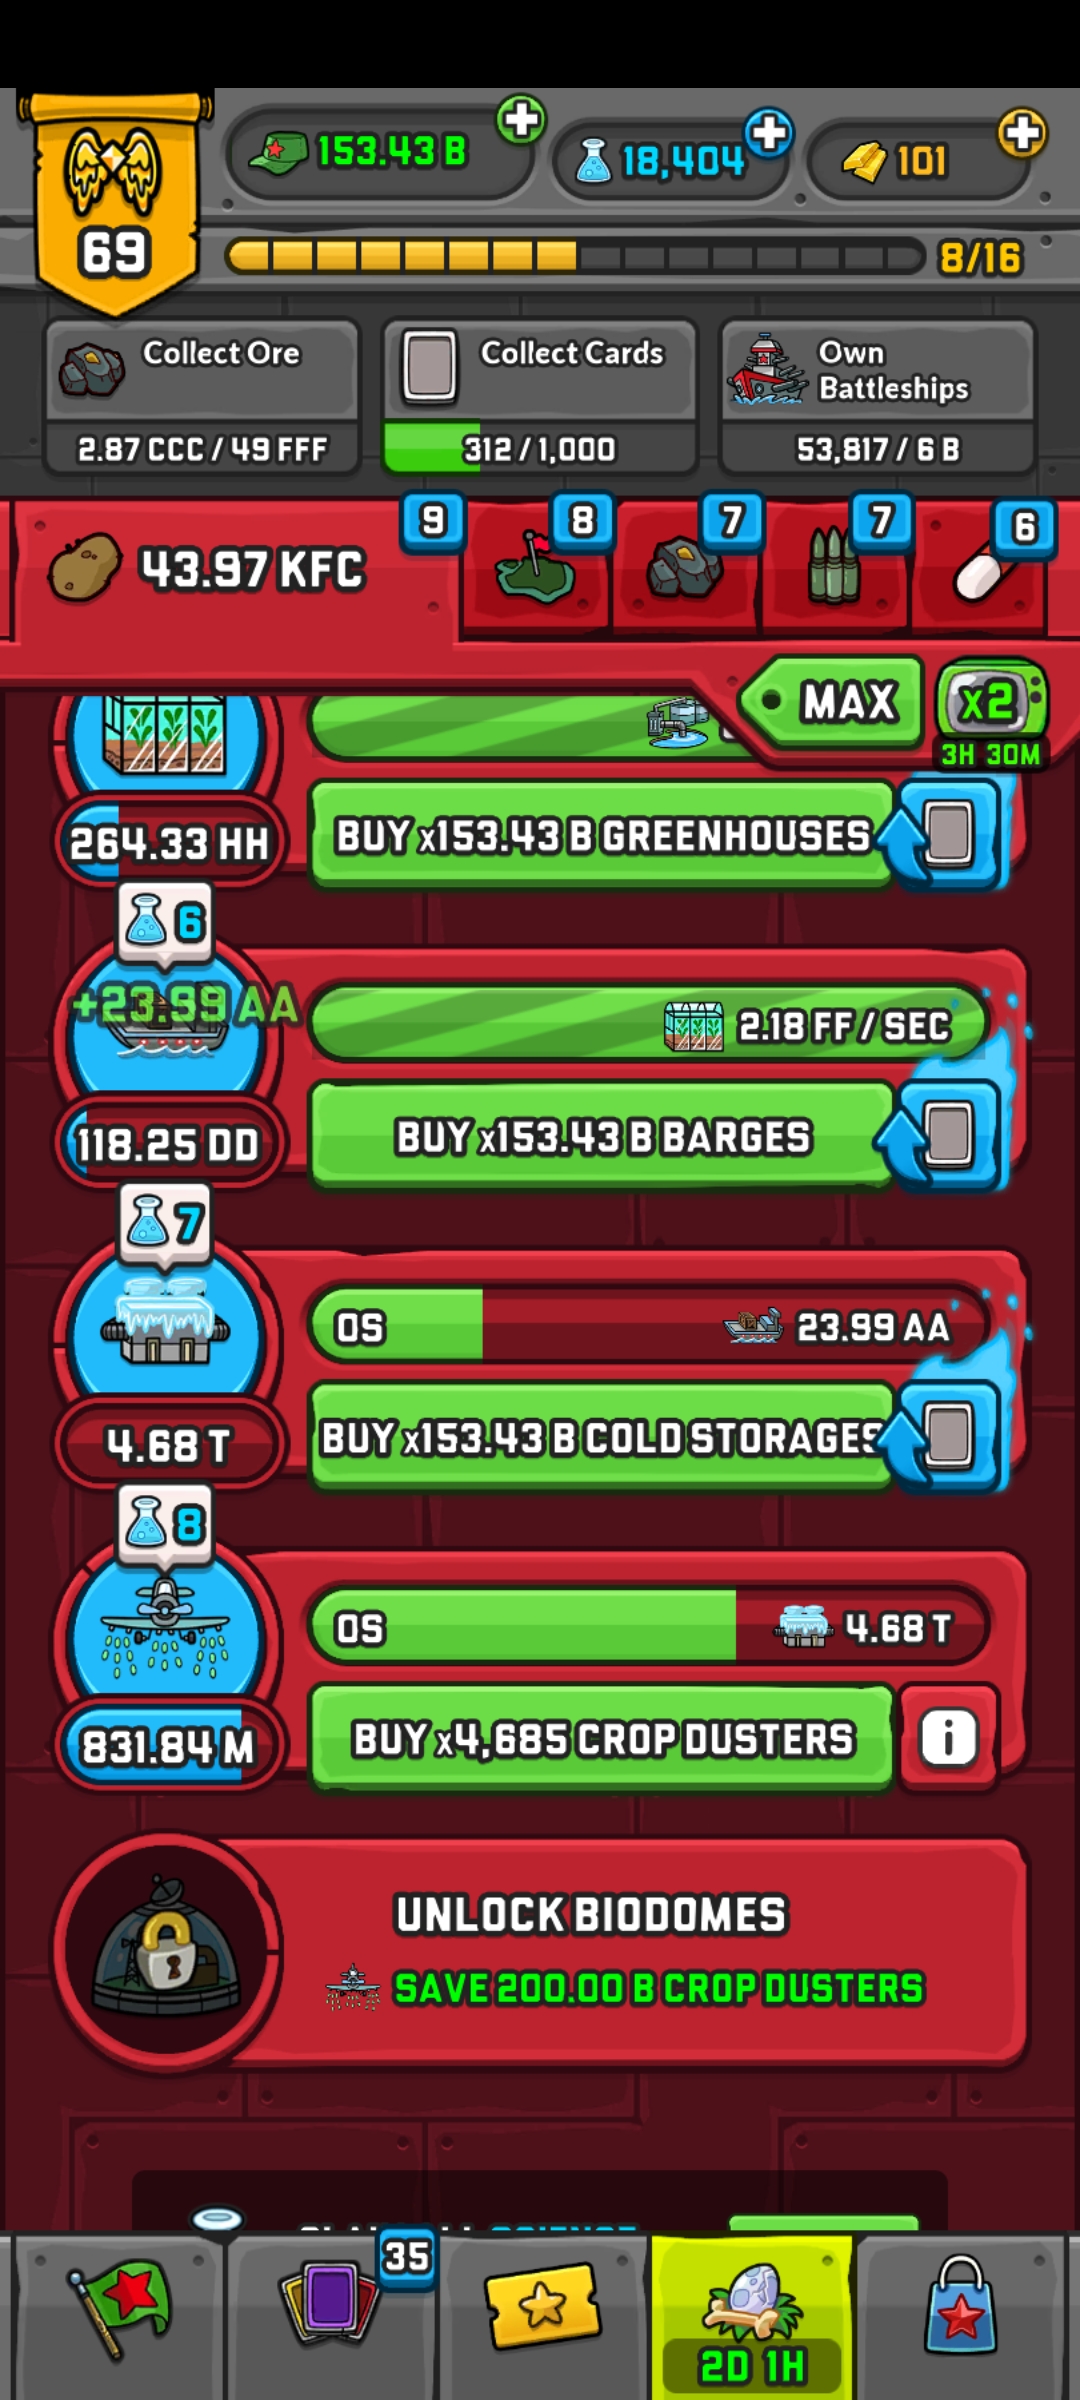 153.43 B
18,404
101
69
8/16
Collect Ore
2.87 CCC / 49 FFF
Collect Cards
312 / 1,000
Own
Battleships
53,817 / 6 B
43.97 KFC
9
8
7
7
6
MAX
x2
3H 30M
264.33 HH
BUY x153.43 B GREENHOUSES
6
+23.99 AA
2.18 FF / SEC
118.25 DD
BUY x153.43 B BARGES
7
0S
23.99 AA
4.68 T
BUY x153.43 B COLD STORAGES
8
0S
4.68 T
831.84 M
BUY x4,685 CROP DUSTERS
i
UNLOCK BIODOMES
SAVE 200.00 B CROP DUSTERS
35
2D 1H